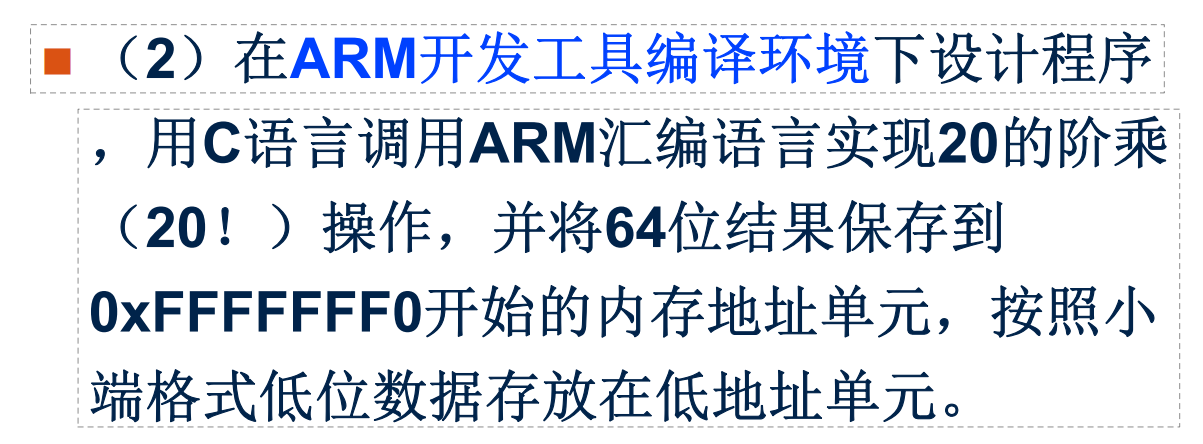 （2）在ARM开发工具编译环境下设计程序
，用C语言调用ARM汇编语言实现20的阶乘
（20！）操作，并将64位结果保存到
0xFFFFFFF0开始的内存地址单元，按照小
端格式低位数据存放在低地址单元。